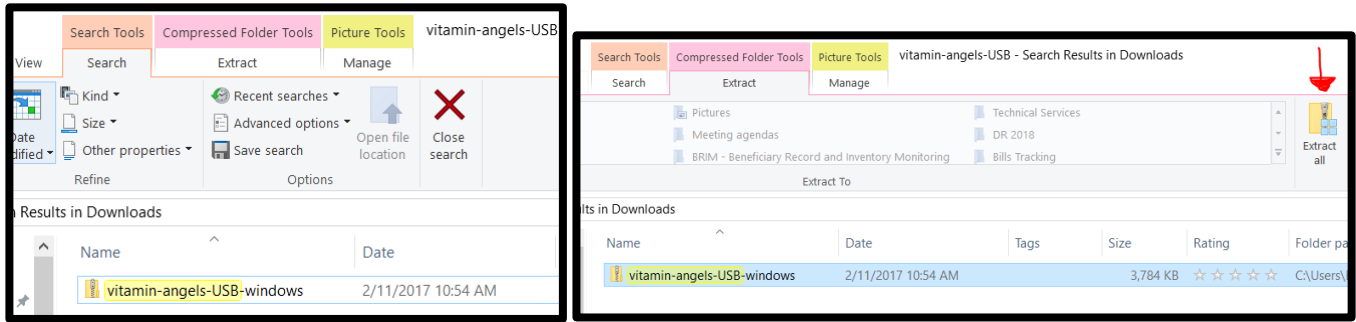 Search Tools Compressed Folder Tools Picture Tools vitamin-angels-USB
View Search Extract Manage
Kind Recent searches
Date Size Advanced options Open file Close
Other properties Save search location search
Refine Options
Results in Downloads
Name Date
vitamin-angels-USB-windows 2/11/2017 10:54 AM
Search Tools Compressed Folder Tools Picture Tools vitamin-angels-USB - Search Results in Downloads
Search Extract Manage
Pictures Technical Services
Meeting agendas DR 2018
BRIM - Beneficiary Record and Inventory Monitoring Bills Tracking
Extract all
Extract To
lts in Downloads
Name Date Tags Size Rating Folder pa
vitamin-angels-USB-windows 2/11/2017 10:54 AM 3,784 KB C:\Users\